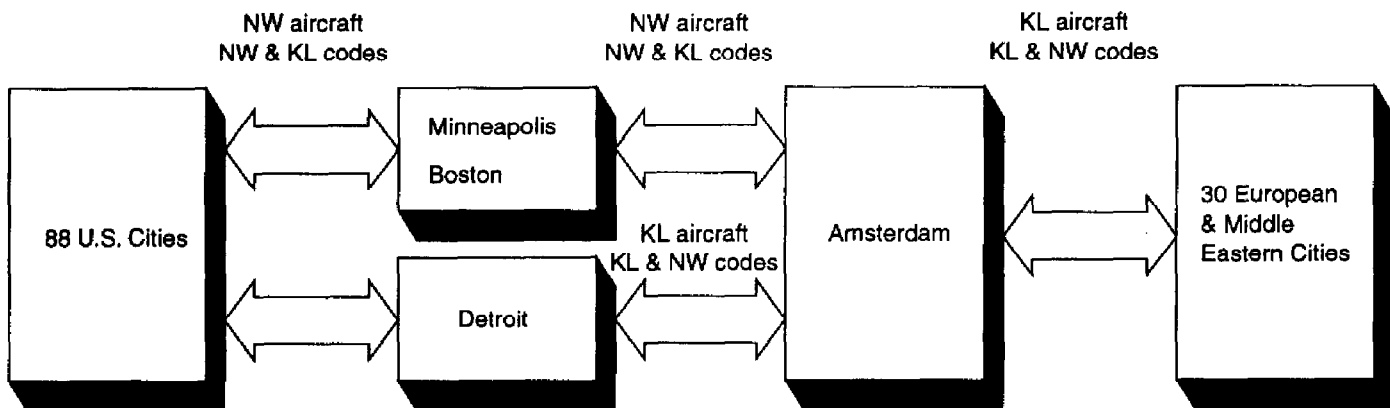 NW aircraft
NW & KL codes
NW aircraft
NW & KL codes
KL aircraft
KL & NW codes
88 U.S. Cities
Minneapolis
Boston
KL aircraft
KL & NW codes
Detroit
Amsterdam
30 European
& Middle
Eastern Cities